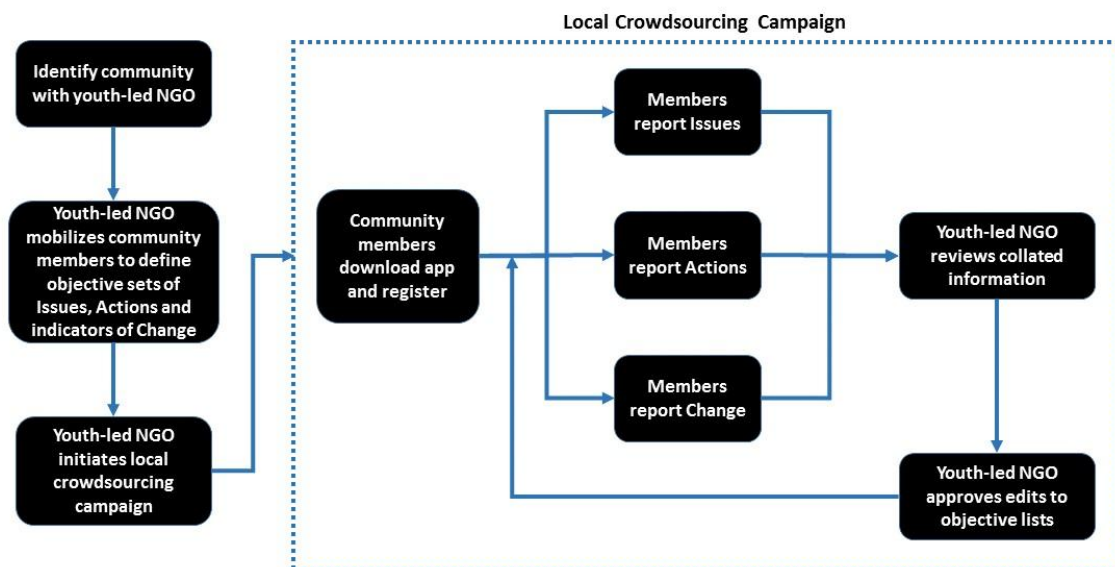 Local Crowdsourcing Campaign
Identify community
with youth-led NGO
Youth-led NGO
mobilizes community
members to define
objective sets of
Issues, Actions and
indicators of Change
Youth-led NGO
initiates local
crowdsourcing
campaign
Community
members
download app
and register
Members
report Issues
Members
report Actions
Members
report Change
Youth-led NGO
reviews collated
information
Youth-led NGO
approves edits to
objective lists